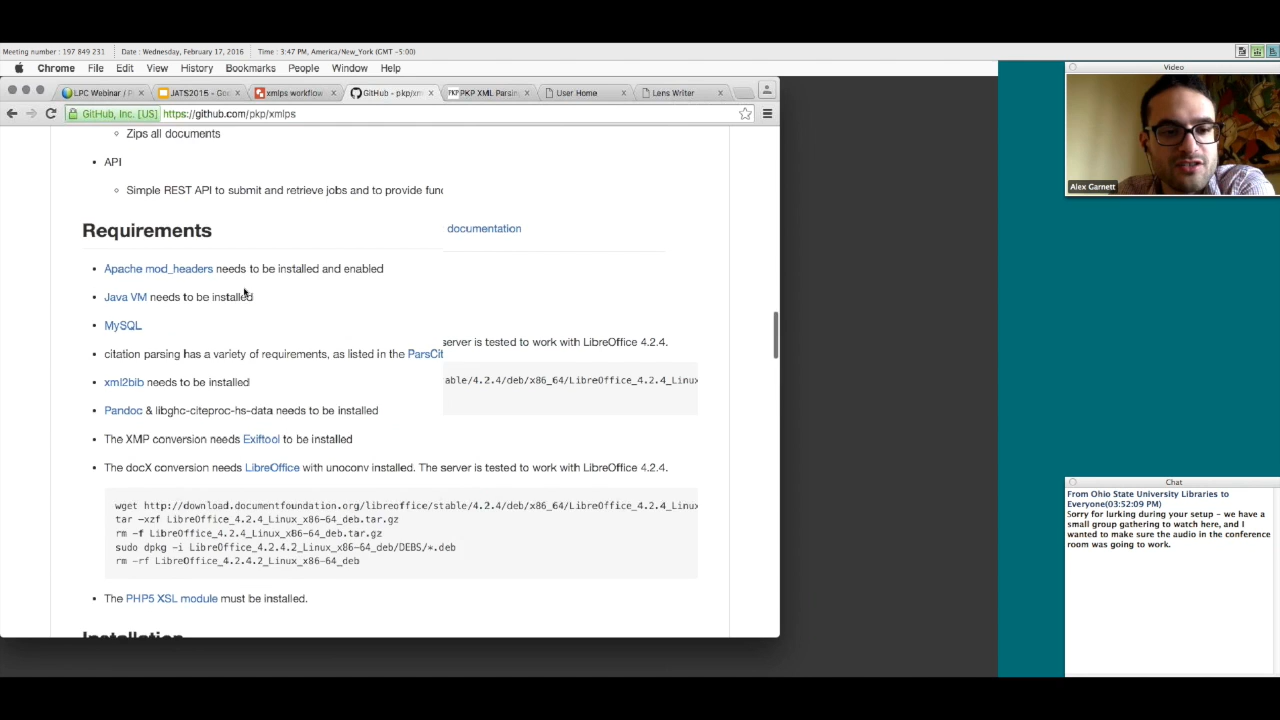 Meeting number : 197 849 231 Date : Wednesday, February 17, 2016 Time : 3:47 PM, America/New_York (GMT -5:00)
Chrome File Edit View History Bookmarks People Window Help
LPC Webinar / P JATS2015 - Goo xmlps workflow GitHub - pkp/xm PKP XML Parsing User Home Lens Writer
GitHub, Inc. [US] https://github.com/pkp/xmlps
Zips all documents
API
Simple REST API to submit and retrieve jobs and to provide func
Requirements
documentation
Apache mod_headers needs to be installed and enabled
Java VM needs to be installed
MySQL
server is tested to work with LibreOffice 4.2.4.
citation parsing has a variety of requirements, as listed in the ParsCit
able/4.2.4/deb/x86_64/LibreOffice_4.2.4_Linux
xml2bib needs to be installed
Pandoc & libghc-citeproc-hs-data needs to be installed
The XMP conversion needs Exiftool to be installed
The docX conversion needs LibreOffice with unoconv installed. The server is tested to work with LibreOffice 4.2.4.
wget http://download.documentfoundation.org/libreoffice/stable/4.2.4/deb/x86_64/LibreOffice_4.2.4_Linux
tar -xzf LibreOffice_4.2.4_Linux_x86-64_deb.tar.gz
rm -f LibreOffice_4.2.4_Linux_x86-64_deb.tar.gz
sudo dpkg -i LibreOffice_4.2.4.2_Linux_x86-64_deb/DEBS/*.deb
rm -rf LibreOffice_4.2.4.2_Linux_x86-64_deb
The PHP5 XSL module must be installed.
Installation
Video
Alex Garnett
Chat
From Ohio State University Libraries to
Everyone(03:52:09 PM)
Sorry for lurking during your setup - we have a
small group gathering to watch here, and I
wanted to make sure the audio in the conference
room was going to work.